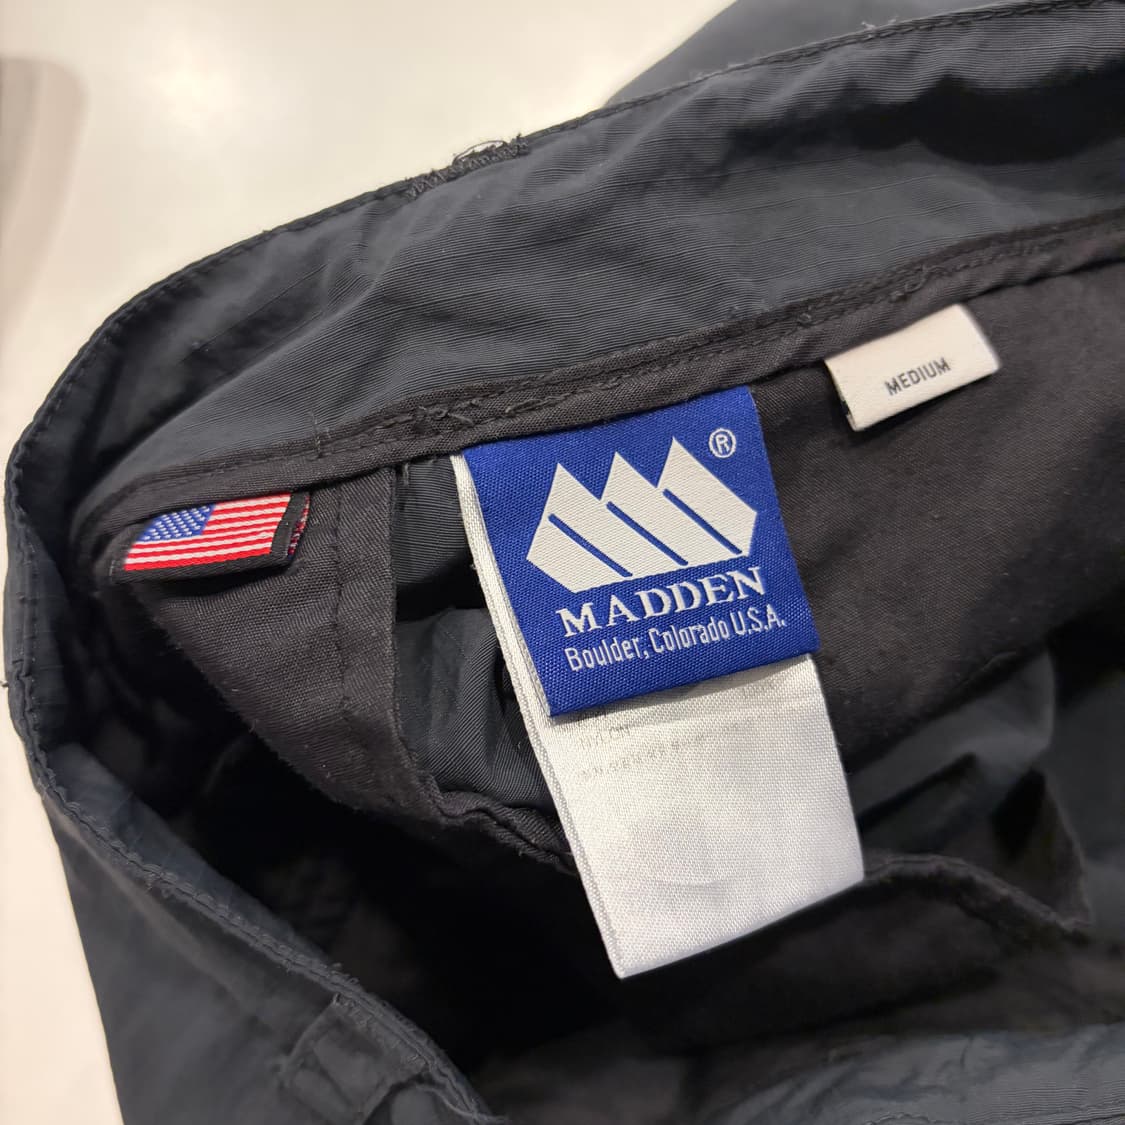 MEDIUM
®
MADDEN
Boulder, Colorado U.S.A.